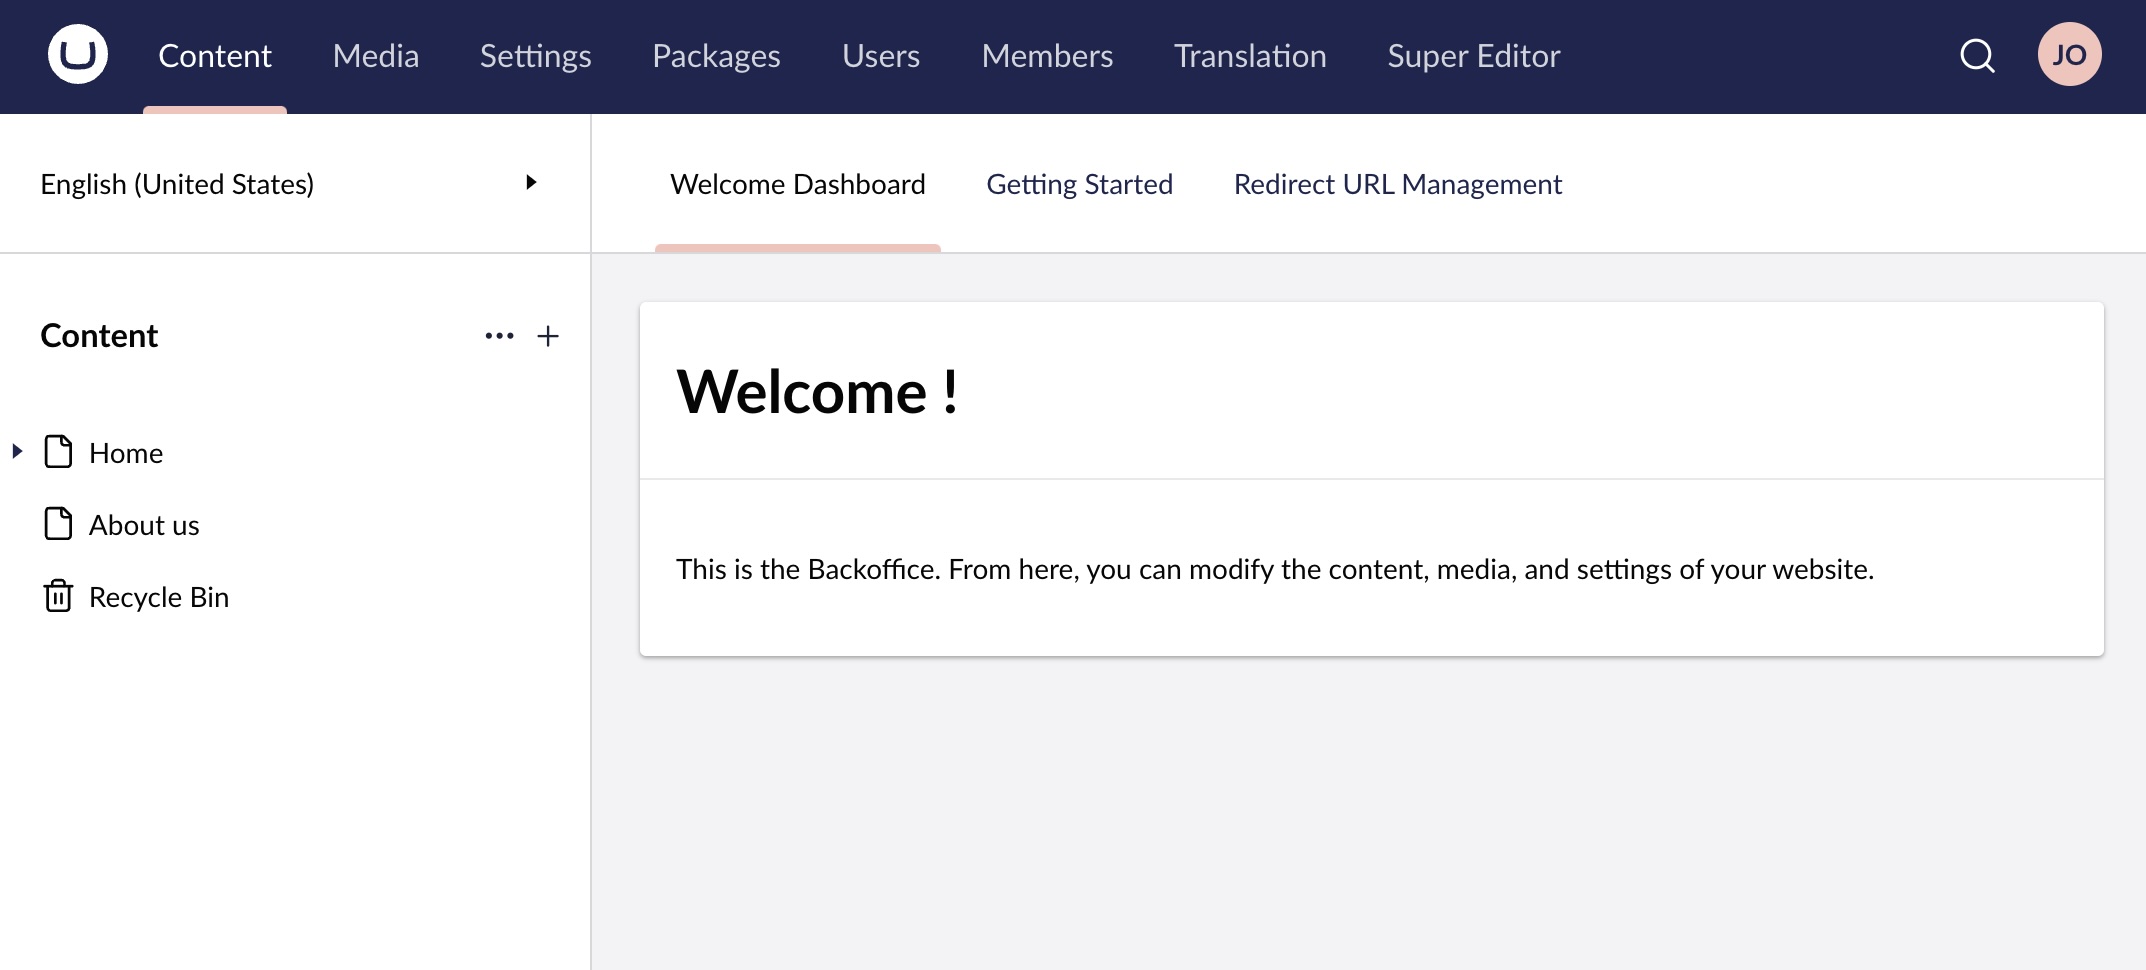 Content Media Settings Packages Users Members Translation Super Editor JO
English (United States)
Welcome Dashboard Getting Started Redirect URL Management
Content
Home
About us
Recycle Bin
Welcome !
This is the Backoffice. From here, you can modify the content, media, and settings of your website.